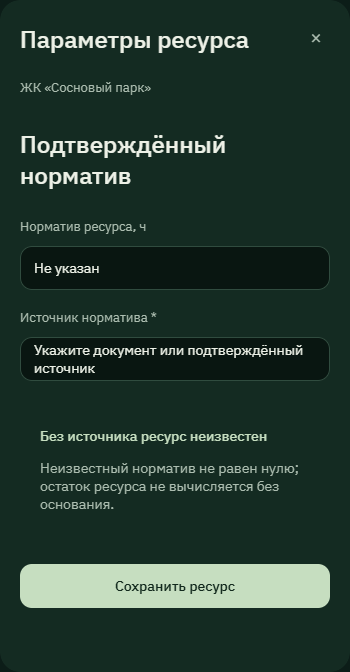 Параметры ресурса
×
ЖК «Сосновый парк»
Подтверждённый
норматив
Норматив ресурса, ч
Не указан
Источник норматива *
Укажите документ или подтверждённый
источник
Без источника ресурс неизвестен
Неизвестный норматив не равен нулю;
остаток ресурса не вычисляется без
основания.
Сохранить ресурс